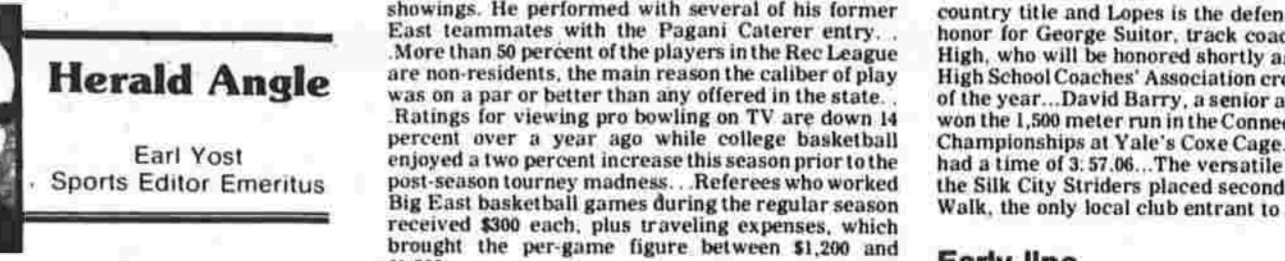 Herald Angle
Earl Yost
Sports Editor Emeritus
showings. He performed with several of his former
East teammates with the Pagani Caterer entry. .
.More than 50 percent of the players in the Rec League
are non-residents, the main reason the caliber of play
was on a par or better than any offered in the state. .
.Ratings for viewing pro bowling on TV are down 14
percent over a year ago while college basketball
enjoyed a two percent increase this season prior to the
post-season tourney madness. . .Referees who worked
Big East basketball games during the regular season
received $300 each, plus traveling expenses, which
brought the per-game figure between $1,200 and
country title and Lopes is the defen
honor for George Suitor, track coac
High, who will be honored shortly a
High School Coaches' Association cr
of the year...David Barry, a senior a
won the 1,500 meter run in the Connec
Championships at Yale's Coxe Cage.
had a time of 3:57.06...The versatile
the Silk City Striders placed second
Walk, the only local club entrant to
Early line